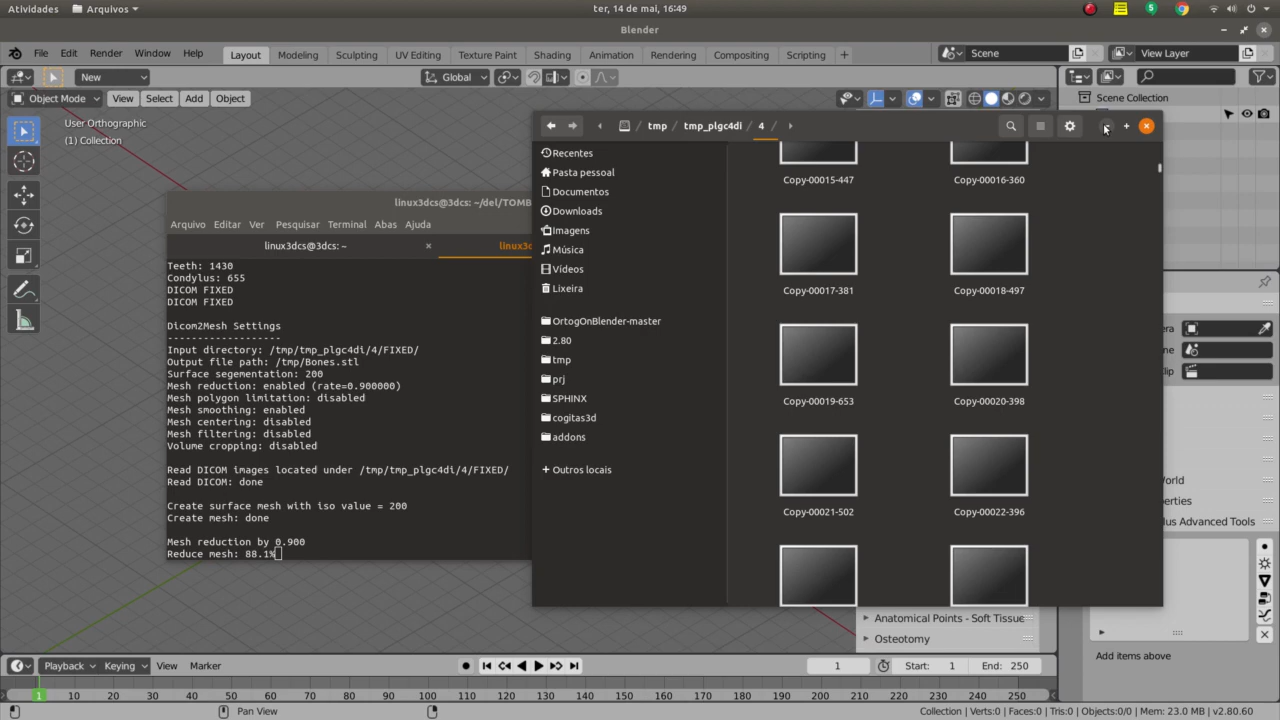 Atividades Arquivos ter, 14 de mai, 16:49
Blender
File Edit Render Window Help Layout Modeling Sculpting UV Editing Texture Paint Shading Animation Rendering Compositing Scripting + Scene View Layer
New Global
Object Mode View Select Add Object Scene Collection
User Orthographic
(1) Collection
tmp / tmp_plgc4di / 4 /
Recentes
Pasta pessoal
Documentos
Downloads
Imagens
Música
Vídeos
Lixeira
OrtogOnBlender-master
2.80
tmp
prj
SPHINX
cogitas3d
addons
+ Outros locais
Copy-00015-447 Copy-00016-360
Copy-00017-381 Copy-00018-497
Copy-00019-653 Copy-00020-398
Copy-00021-502 Copy-00022-396
linux3dcs@3dcs: ~/del/TOMB
Arquivo Editar Ver Pesquisar Terminal Abas Ajuda
linux3dcs@3dcs: ~ × linux3d
Teeth: 1430
Condylus: 655
DICOM FIXED
DICOM FIXED
Dicom2Mesh Settings
-------------------
Input directory: /tmp/tmp_plgc4di/4/FIXED/
Output file path: /tmp/Bones.stl
Surface segementation: 200
Mesh reduction: enabled (rate=0.900000)
Mesh polygon limitation: disabled
Mesh smoothing: enabled
Mesh centering: disabled
Mesh filtering: disabled
Volume cropping: disabled
Read DICOM images located under /tmp/tmp_plgc4di/4/FIXED/
Read DICOM: done
Create surface mesh with iso value = 200
Create mesh: done
Mesh reduction by 0.900
Reduce mesh: 88.1%
era
ne
lip
orld
perties
lus Advanced Tools
Add items above
Anatomical Points - Soft Tissue
Osteotomy
Playback Keying View Marker 1 Start: 1 End: 250
1 10 20 30 40 50 60 70 80 90 100 110 120 130 140 150 160 170 180 190 200 210 220 230 240 250
Pan View Collection | Verts:0 | Faces:0 | Tris:0 | Objects:0/0 | Mem: 23.0 MB | v2.80.60